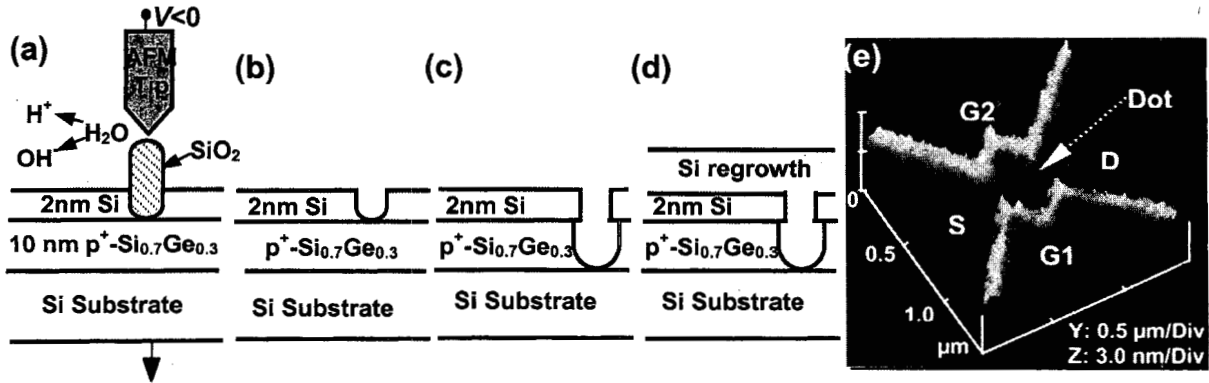 (a)
V<0
AFM
Tip
H+
H₂O
OH⁻
SiO₂
2nm Si
10 nm p⁺-Si₀.₇Ge₀.₃
Si Substrate
(b)
2nm Si
p⁺-Si₀.₇Ge₀.₃
Si Substrate
(c)
2nm Si
p⁺-Si₀.₇Ge₀.₃
Si Substrate
(d)
Si regrowth
2nm Si
p⁺-Si₀.₇Ge₀.₃
Si Substrate
(e)
G2
Dot
D
S
G1
0
0.5
1.0
µm
Y: 0.5 µm/Div
Z: 3.0 nm/Div